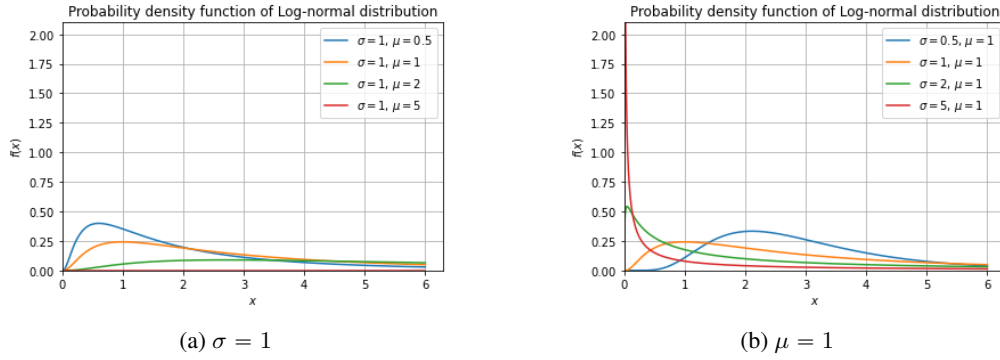 Probability density function of Log-normal distribution
f(x)
2.00
1.75
1.50
1.25
1.00
0.75
0.50
0.25
0.00
σ = 1, μ = 0.5
σ = 1, μ = 1
σ = 1, μ = 2
σ = 1, μ = 5
0 1 2 3 4 5 6
x
(a) σ = 1
Probability density function of Log-normal distribution
f(x)
2.00
1.75
1.50
1.25
1.00
0.75
0.50
0.25
0.00
σ = 0.5, μ = 1
σ = 1, μ = 1
σ = 2, μ = 1
σ = 5, μ = 1
0 1 2 3 4 5 6
x
(b) μ = 1